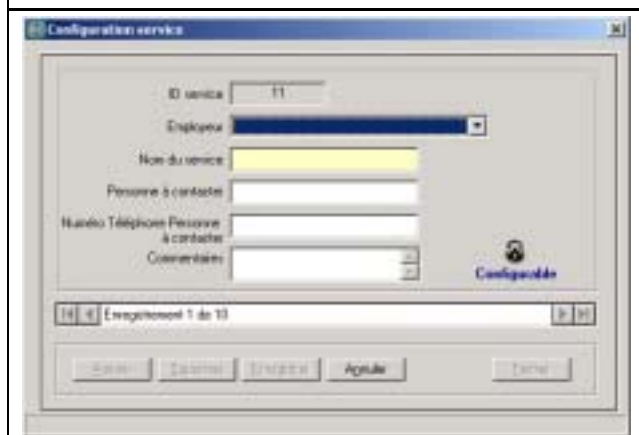 Configuration service
ID service 11
Employeur
Nom du service
Personne à contacter
Numéro Téléphone Personne
à contacter
Commentaires
Configurable
Enregistrement 1 de 10
Annuler
Fermer